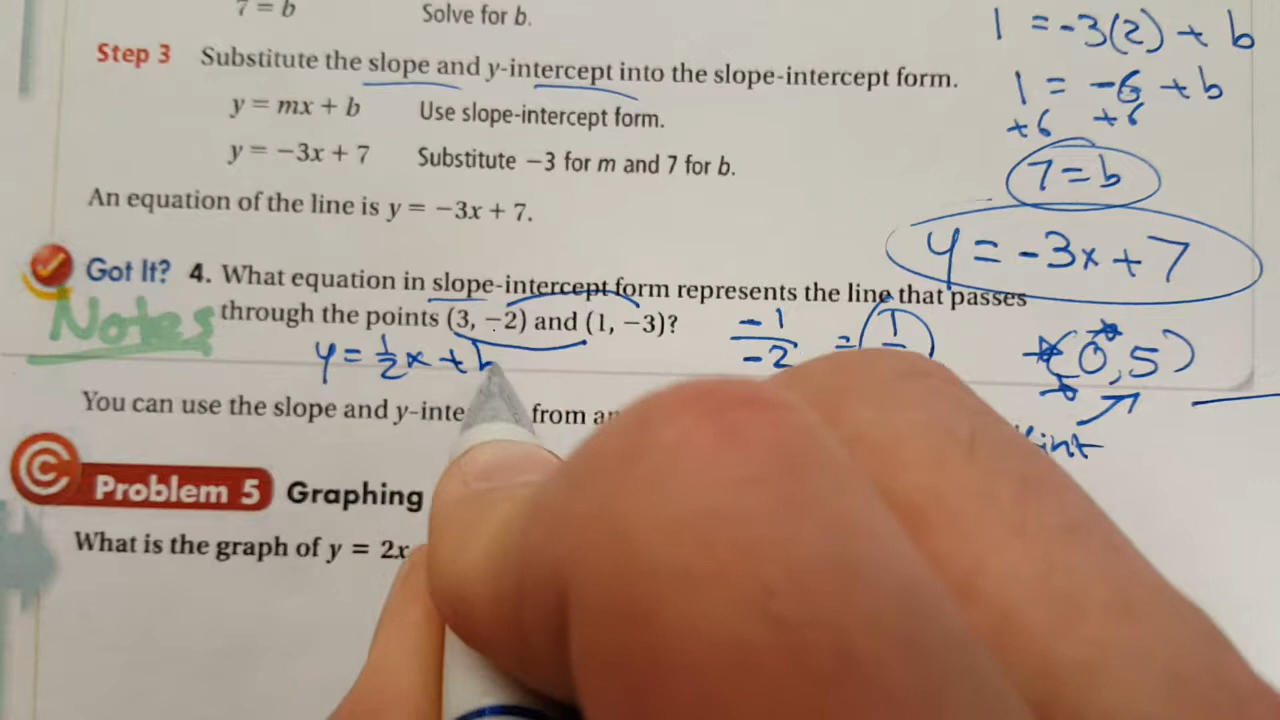 7 = b Solve for b.
Step 3 Substitute the slope and y-intercept into the slope-intercept form.
y = mx + b Use slope-intercept form.
y = −3x + 7 Substitute −3 for m and 7 for b.
An equation of the line is y = −3x + 7.
1 = -3(2) + b
1 = -6 + b
+6 +6
7 = b
y = -3x + 7
Got It? 4. What equation in slope-intercept form represents the line that passes
through the points (3, −2) and (1, −3)?
Notes
-1
-2
= 1
(0, 5)
y = 1/2 x + b
You can use the slope and y-inte from
Problem 5 Graphing
What is the graph of y = 2x